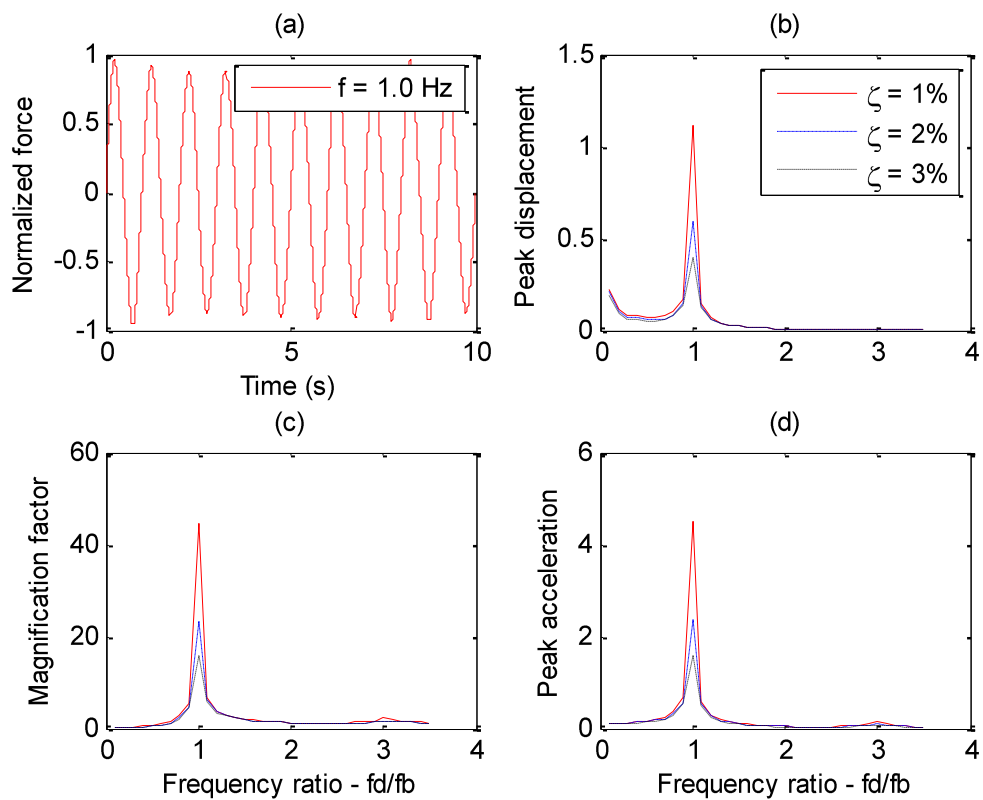 (a)
Normalized force
1
0.5
0
-0.5
-1
f = 1.0 Hz
0 5 10
Time (s)
(b)
Peak displacement
1.5
1
0.5
0
ζ = 1%
ζ = 2%
ζ = 3%
0 1 2 3 4
(c)
Magnification factor
60
40
20
0
0 1 2 3 4
Frequency ratio - fd/fb
(d)
Peak acceleration
6
4
2
0
0 1 2 3 4
Frequency ratio - fd/fb